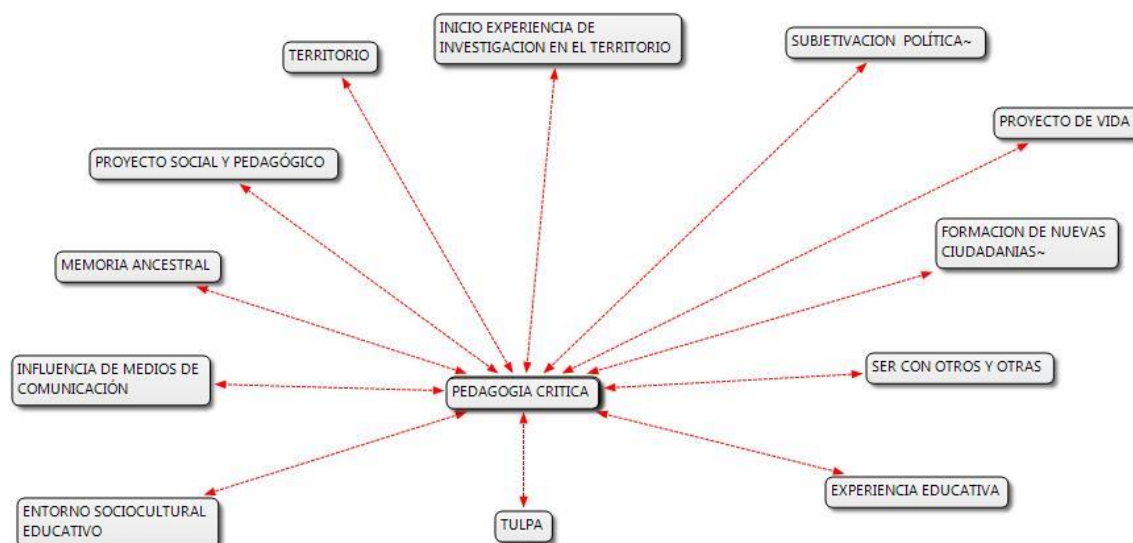 INICIO EXPERIENCIA DE
INVESTIGACION EN EL TERRITORIO
SUBJETIVACION POLÍTICA~
TERRITORIO
PROYECTO DE VIDA
PROYECTO SOCIAL Y PEDAGÓGICO
FORMACION DE NUEVAS
CIUDADANIAS~
MEMORIA ANCESTRAL
INFLUENCIA DE MEDIOS DE
COMUNICACIÓN
SER CON OTROS Y OTRAS
PEDAGOGIA CRITICA
EXPERIENCIA EDUCATIVA
ENTORNO SOCIOCULTURAL
EDUCATIVO
TULPA